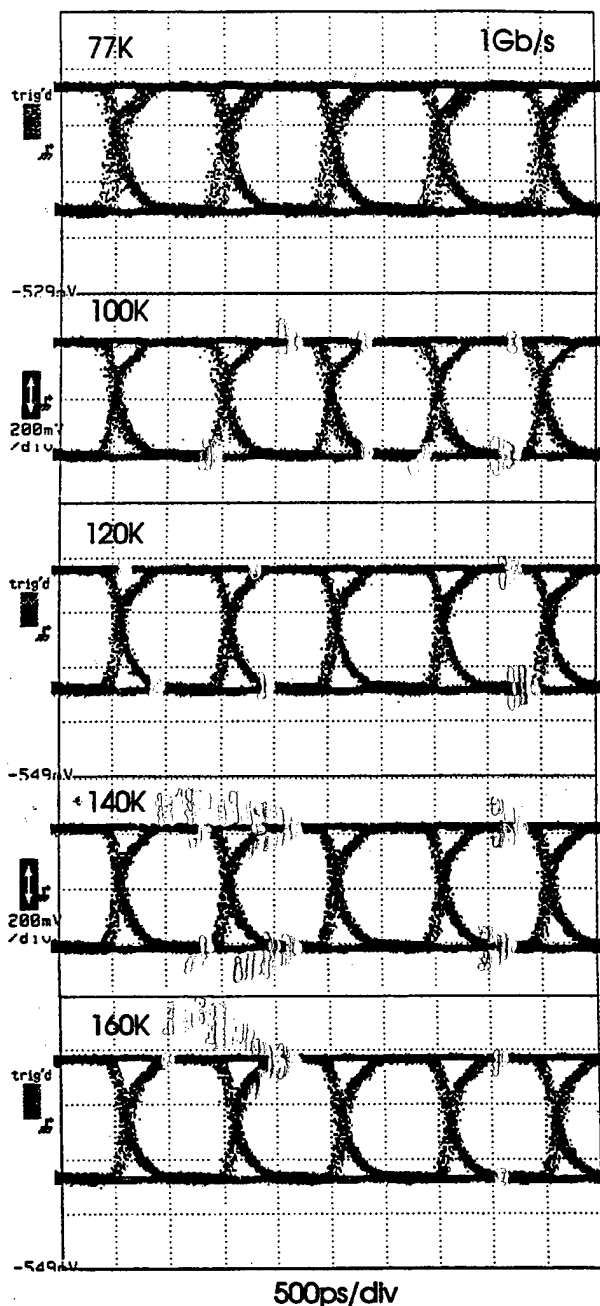 77K 1Gb/s
trig'd
-529mV
100K
200mV
/div
120K
trig'd
-549mV
140K
200mV
/div
160K
trig'd
-549mV
500ps/div